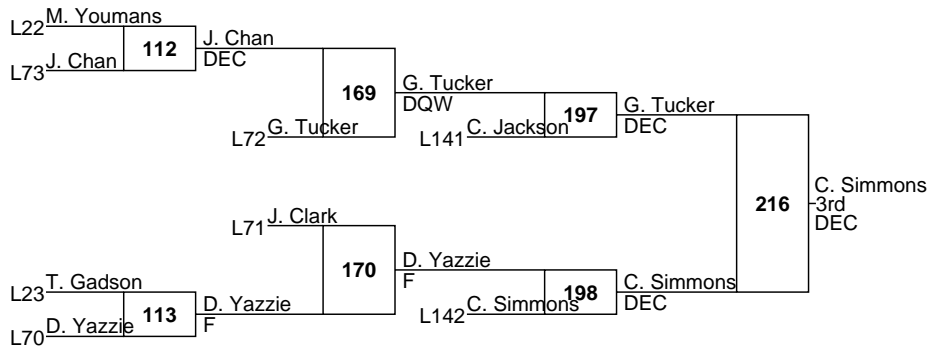 M. Youmans
L22
112
J. Chan
DEC
J. Chan
L73
169
G. Tucker
DQW
G. Tucker
L72
197
G. Tucker
DEC
C. Jackson
L141
216
C. Simmons
3rd
DEC
J. Clark
L71
170
D. Yazzie
F
T. Gadson
L23
113
D. Yazzie
F
D. Yazzie
L70
198
C. Simmons
DEC
C. Simmons
L142